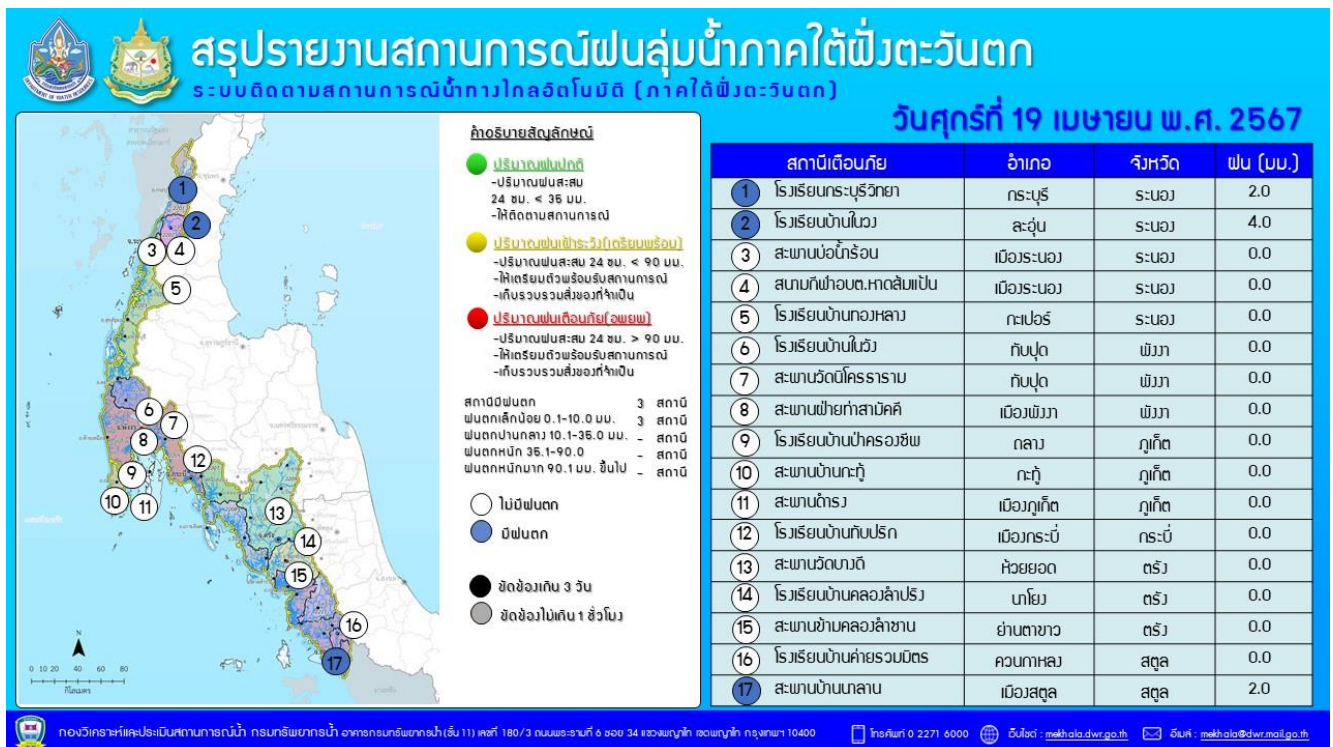 สรุปรายงานสถานการณ์ฝนลุ่มน้ำภาคใต้ฝั่งตะวันตก
ระบบติดตามสถานการณ์น้ำทางไกลอัตโนมัติ (ภาคใต้ฝั่งตะวันตก)
วันศุกร์ที่ 19 เมษายน พ.ศ. 2567
คำอธิบายสัญลักษณ์
ปริมาณฝนปกติ
-ปริมาณฝนสะสม
24 ชม. < 35 มม.
-ให้ติดตามสถานการณ์
ปริมาณฝนเฝ้าระวัง(เตรียมพร้อม)
-ปริมาณฝนสะสม 24 ชม. < 90 มม.
-ให้เตรียมตัวพร้อมรับสถานการณ์
-เก็บรวบรวมสิ่งของที่จำเป็น
ปริมาณฝนเตือนภัย(อพยพ)
-ปริมาณฝนสะสม 24 ชม. > 90 มม.
-ให้เตรียมตัวพร้อมรับสถานการณ์
-เก็บรวบรวมสิ่งของที่จำเป็น
สถานีมีฝนตก 3 สถานี
ฝนตกเล็กน้อย 0.1-10.0 มม. 3 สถานี
ฝนตกปานกลาง 10.1-35.0 มม. - สถานี
ฝนตกหนัก 35.1-90.0 - สถานี
ฝนตกหนักมาก 90.1 มม. ขึ้นไป - สถานี
ไม่มีฝนตก
มีฝนตก
ขัดข้องเกิน 3 วัน
ขัดข้องไม่เกิน 1 ชั่วโมง
1
2
3 4
5
6
7
8
12
9
10 11
13
14
15
16
17
N
0 10 20 40 60 80
กิโลเมตร
สถานีเตือนภัย อำเภอ จังหวัด ฝน (มม.)
1 โรงเรียนกระบุรีวิทยา กระบุรี ระนอง 2.0
2 โรงเรียนบ้านในวง ละอุ่น ระนอง 4.0
3 สะพานบ่อน้ำร้อน เมืองระนอง ระนอง 0.0
4 สนามกีฬาอบต.หาดส้มแป้น เมืองระนอง ระนอง 0.0
5 โรงเรียนบ้านทองหลาง กะเปอร์ ระนอง 0.0
6 โรงเรียนบ้านในวัง ทับปุด พังงา 0.0
7 สะพานวัดนิโครธาราม ทับปุด พังงา 0.0
8 สะพานฝ่ายท่าสามัคคี เมืองพังงา พังงา 0.0
9 โรงเรียนบ้านป่าครองชีพ ถลาง ภูเก็ต 0.0
10 สะพานบ้านกะทู้ กะทู้ ภูเก็ต 0.0
11 สะพานดำรง เมืองภูเก็ต ภูเก็ต 0.0
12 โรงเรียนบ้านทับปริก เมืองกระบี่ กระบี่ 0.0
13 สะพานวัดบางดี ห้วยยอด ตรัง 0.0
14 โรงเรียนบ้านคลองลำปริง นาโยง ตรัง 0.0
15 สะพานข้ามคลองลำชาน ย่านตาขาว ตรัง 0.0
16 โรงเรียนบ้านค่ายรวมมิตร ควนกาหลง สตูล 0.0
17 สะพานบ้านนาลาน เมืองสตูล สตูล 2.0
กองวิเคราะห์และประเมินสถานการณ์น้ำ กรมทรัพยากรน้ำ อาคารกรมทรัพยากรน้ำ (ชั้น 11) เลขที่ 180/3 ถนนพระรามที่ 6 ซอย 34 แขวงพญาไท เขตพญาไท กรุงเทพฯ 10400 โทรศัพท์ 0 2271 6000 เว็บไซต์ : mekhala.dwr.go.th อีเมล์ : mekhala@dwr.mail.go.th